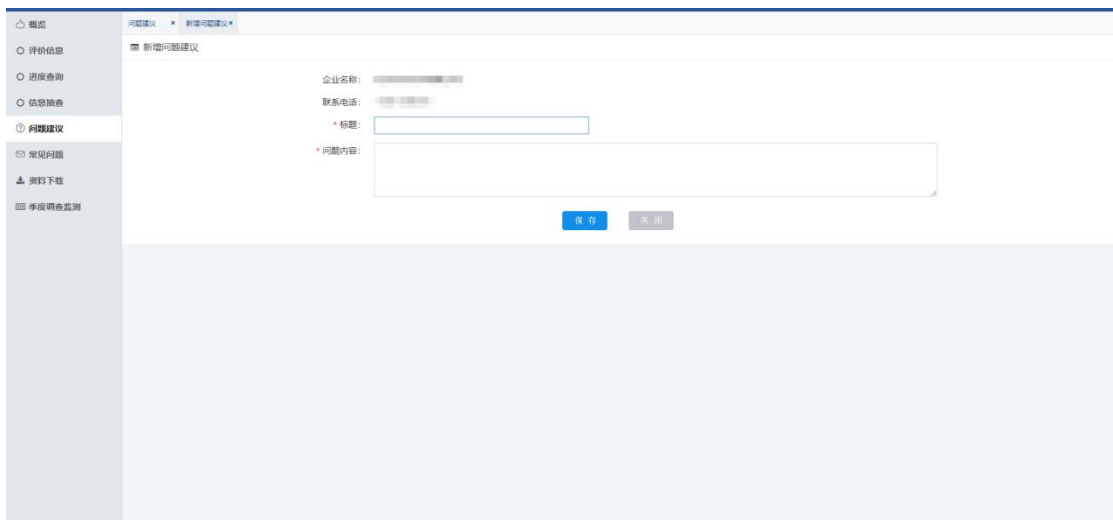 概览
评价信息
进度查询
信息抽查
问题建议
常见问题
资料下载
季度调查监测
问题建议 × 新增问题建议×
新增问题建议
企业名称：
联系电话：
* 标题：
* 问题内容：
保 存 关 闭